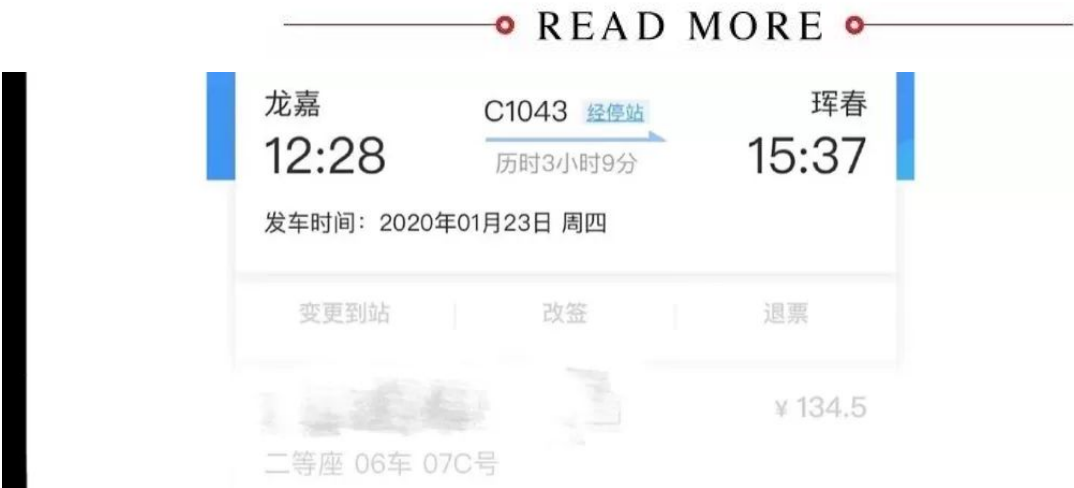 READ MORE
龙嘉 C1043 经停站 珲春
12:28 历时3小时9分 15:37
发车时间：2020年01月23日 周四
变更到站 改签 退票
¥ 134.5
二等座 06车 07C号